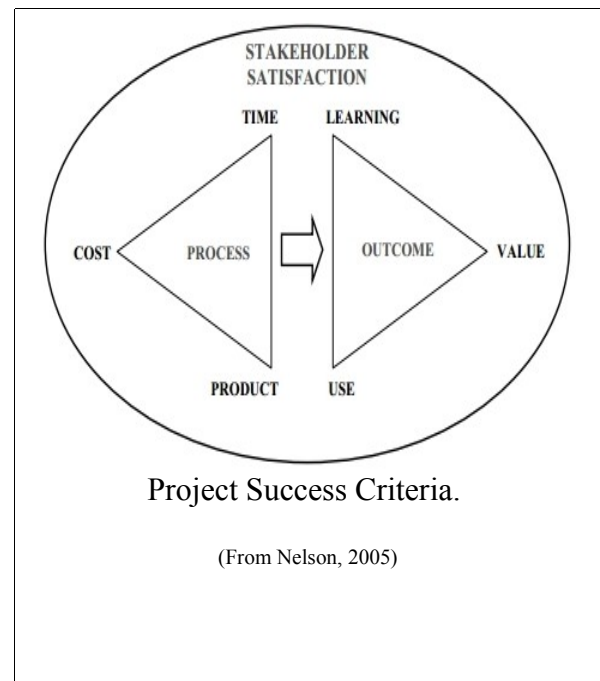 STAKEHOLDER
SATISFACTION
TIME
LEARNING
COST
PROCESS
OUTCOME
VALUE
PRODUCT
USE
Project Success Criteria.
(From Nelson, 2005)